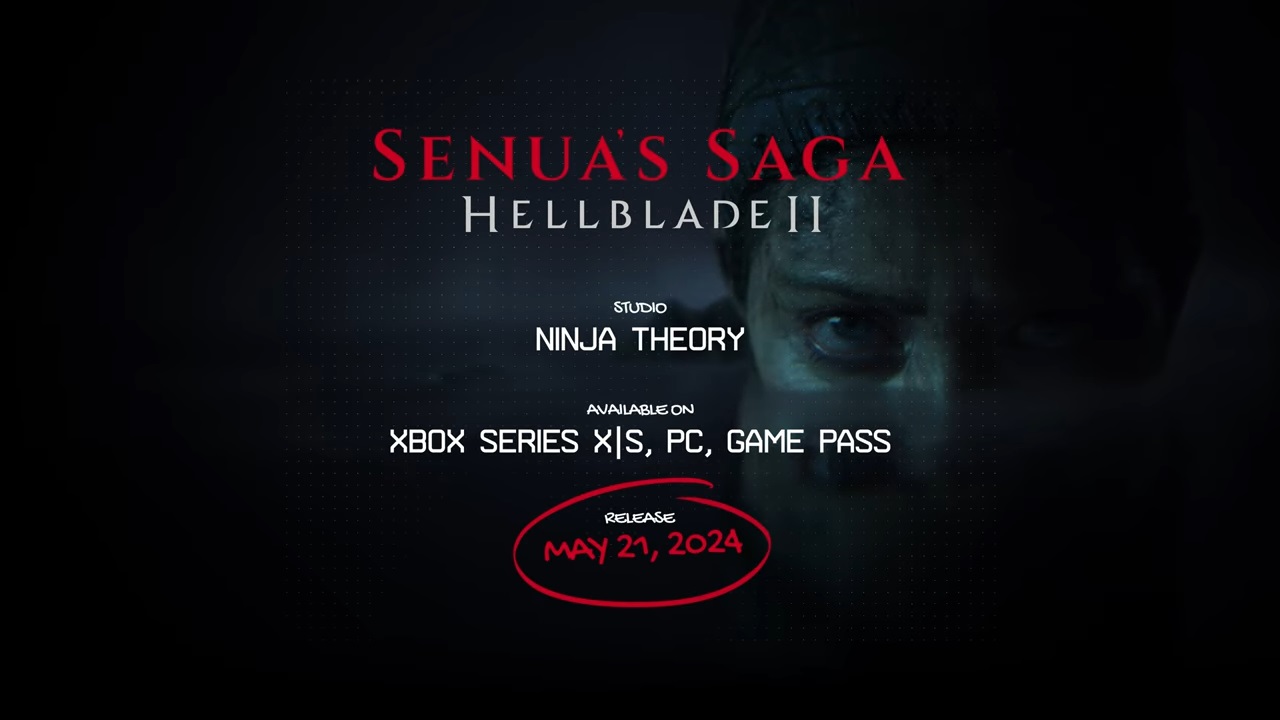 SENUA'S SAGA
HELLBLADE II
STUDIO
NINJA THEORY
AVAILABLE ON
XBOX SERIES X|S, PC, GAME PASS
RELEASE
MAY 21, 2024